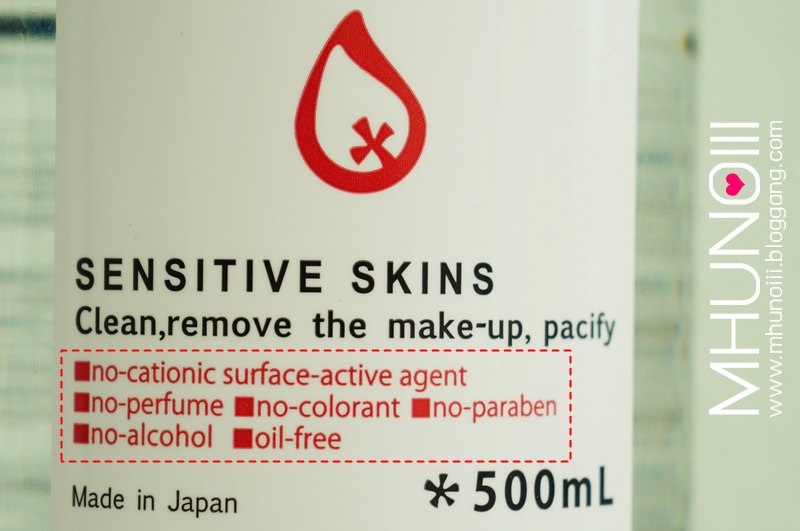 SENSITIVE SKINS
Clean,remove the make-up, pacify
■no-cationic surface-active agent
■no-perfume ■no-colorant ■no-paraben
■no-alcohol ■oil-free
Made in Japan
*500mL
MHUNOIII
www.mhunoiii.bloggang.com